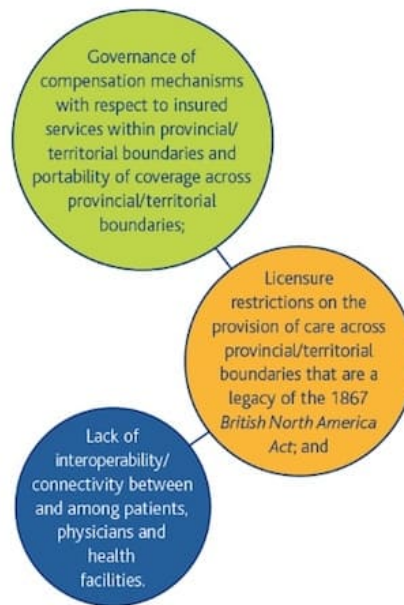 Governance of
compensation mechanisms
with respect to insured
services within provincial/
territorial boundaries and
portability of coverage across
provincial/territorial
boundaries;
Licensure
restrictions on the
provision of care across
provincial/territorial
boundaries that are a
legacy of the 1867
British North America
Act; and
Lack of
interoperability/
connectivity between
and among patients,
physicians and
health
facilities.